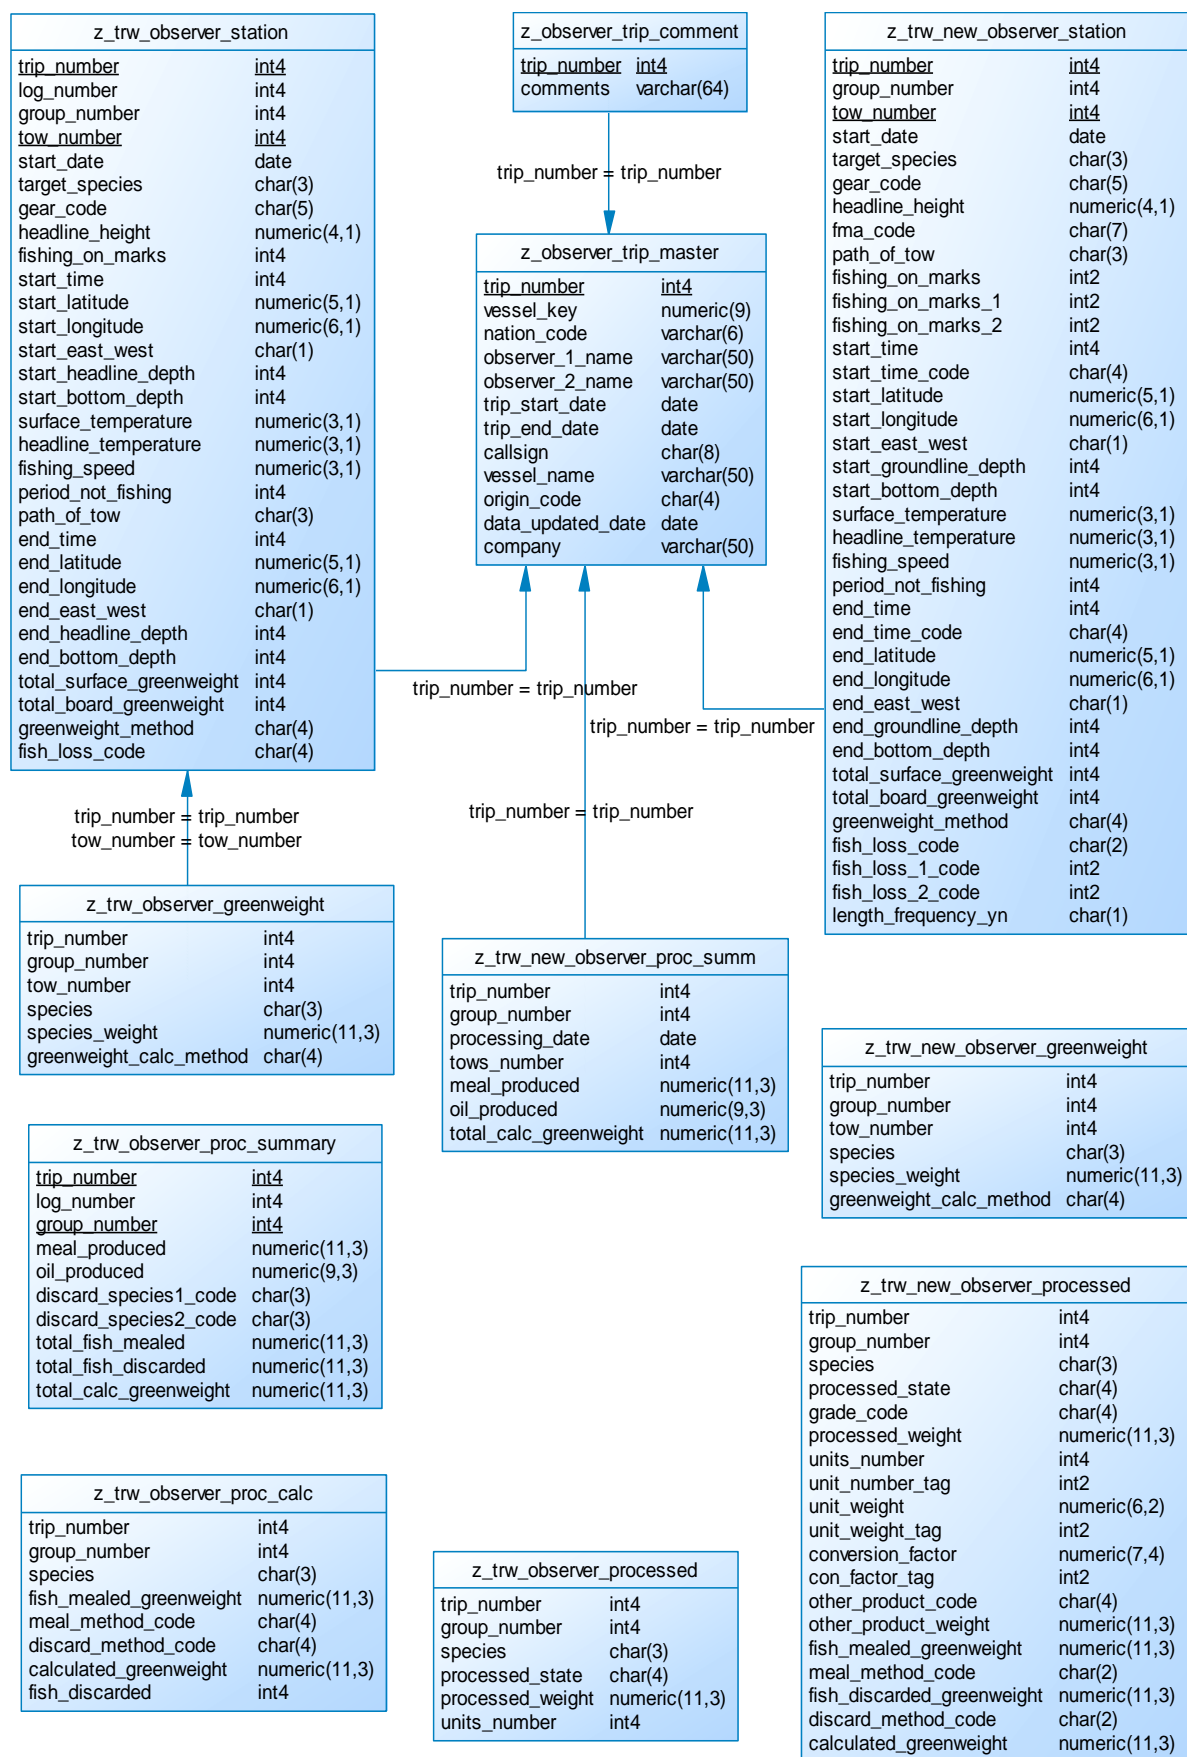 z_trw_observer_station
trip_number int4
log_number int4
group_number int4
tow_number int4
start_date date
target_species char(3)
gear_code char(5)
headline_height numeric(4,1)
fishing_on_marks int4
start_time int4
start_latitude numeric(5,1)
start_longitude numeric(6,1)
start_east_west char(1)
start_headline_depth int4
start_bottom_depth int4
surface_temperature numeric(3,1)
headline_temperature numeric(3,1)
fishing_speed numeric(3,1)
period_not_fishing int4
path_of_tow char(3)
end_time int4
end_latitude numeric(5,1)
end_longitude numeric(6,1)
end_east_west char(1)
end_headline_depth int4
end_bottom_depth int4
total_surface_greenweight int4
total_board_greenweight int4
greenweight_method char(4)
fish_loss_code char(4)
z_observer_trip_comment
trip_number int4
comments varchar(64)
trip_number = trip_number
z_observer_trip_master
trip_number int4
vessel_key numeric(9)
nation_code varchar(6)
observer_1_name varchar(50)
observer_2_name varchar(50)
trip_start_date date
trip_end_date date
callsign char(8)
vessel_name varchar(50)
origin_code char(4)
data_updated_date date
company varchar(50)
z_trw_new_observer_station
trip_number int4
group_number int4
tow_number int4
start_date date
target_species char(3)
gear_code char(5)
headline_height numeric(4,1)
fma_code char(7)
path_of_tow char(3)
fishing_on_marks int2
fishing_on_marks_1 int2
fishing_on_marks_2 int2
start_time int4
start_time_code char(4)
start_latitude numeric(5,1)
start_longitude numeric(6,1)
start_east_west char(1)
start_groundline_depth int4
start_bottom_depth int4
surface_temperature numeric(3,1)
headline_temperature numeric(3,1)
fishing_speed numeric(3,1)
period_not_fishing int4
end_time int4
end_time_code char(4)
end_latitude numeric(5,1)
end_longitude numeric(6,1)
end_east_west char(1)
end_groundline_depth int4
end_bottom_depth int4
total_surface_greenweight int4
total_board_greenweight int4
greenweight_method char(4)
fish_loss_code char(2)
fish_loss_1_code int2
fish_loss_2_code int2
length_frequency_yn char(1)
trip_number = trip_number
trip_number = trip_number
trip_number = trip_number
trip_number = trip_number
tow_number = tow_number
z_trw_observer_greenweight
trip_number int4
group_number int4
tow_number int4
species char(3)
species_weight numeric(11,3)
greenweight_calc_method char(4)
z_trw_new_observer_proc_summ
trip_number int4
group_number int4
processing_date date
tows_number int4
meal_produced numeric(11,3)
oil_produced numeric(9,3)
total_calc_greenweight numeric(11,3)
z_trw_new_observer_greenweight
trip_number int4
group_number int4
tow_number int4
species char(3)
species_weight numeric(11,3)
greenweight_calc_method char(4)
z_trw_observer_proc_summary
trip_number int4
log_number int4
group_number int4
meal_produced numeric(11,3)
oil_produced numeric(9,3)
discard_species1_code char(3)
discard_species2_code char(3)
total_fish_mealed numeric(11,3)
total_fish_discarded numeric(11,3)
total_calc_greenweight numeric(11,3)
z_trw_new_observer_processed
trip_number int4
group_number int4
species char(3)
processed_state char(4)
grade_code char(4)
processed_weight numeric(11,3)
units_number int4
unit_number_tag int2
unit_weight numeric(6,2)
unit_weight_tag int2
conversion_factor numeric(7,4)
con_factor_tag int2
other_product_code char(4)
other_product_weight numeric(11,3)
fish_mealed_greenweight numeric(11,3)
meal_method_code char(2)
fish_discarded_greenweight numeric(11,3)
discard_method_code char(2)
calculated_greenweight numeric(11,3)
z_trw_observer_proc_calc
trip_number int4
group_number int4
species char(3)
fish_mealed_greenweight numeric(11,3)
meal_method_code char(4)
discard_method_code char(4)
calculated_greenweight numeric(11,3)
fish_discarded int4
z_trw_observer_processed
trip_number int4
group_number int4
species char(3)
processed_state char(4)
processed_weight numeric(11,3)
units_number int4